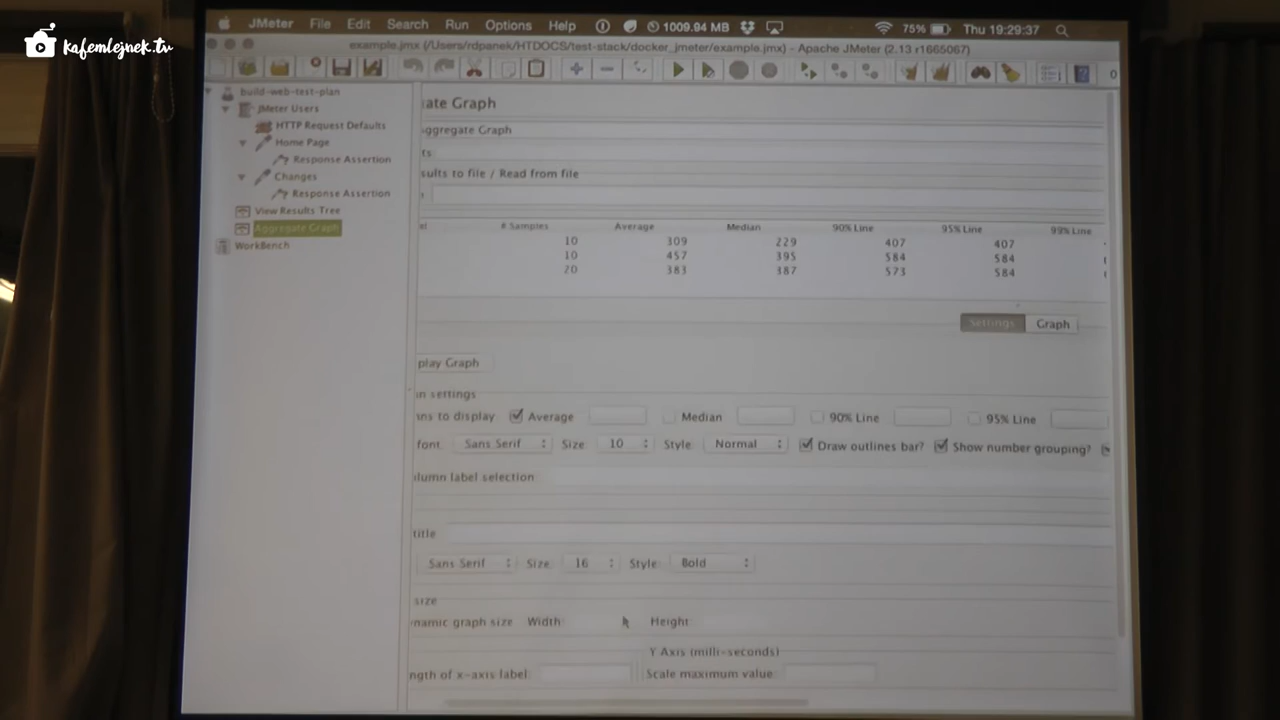 kafemlejnek.tv
JMeter File Edit Search Run Options Help 1009.94 MB 75% Thu 19:29:37
example.jmx (/Users/rdpanek/HTDOCS/test-stack/docker_jmeter/example.jmx) - Apache JMeter (2.13 r1665067)
0
build-web-test-plan
JMeter Users
HTTP Request Defaults
Home Page
Response Assertion
Changes
Response Assertion
View Results Tree
Aggregate Graph
WorkBench
ate Graph
Aggregate Graph
ts
sults to file / Read from file
el # Samples Average Median 90% Line 95% Line 99% Line
10 309 229 407 407
10 457 395 584 584
20 383 387 573 584
Settings Graph
play Graph
n settings
ns to display Average Median 90% Line 95% Line
font Sans Serif Size 10 Style Normal Draw outlines bar? Show number grouping?
lumn label selection
title
Sans Serif Size: 16 Style: Bold
size
namic graph size Width: Height:
Y Axis (milli-seconds)
ngth of x-axis label: Scale maximum value: